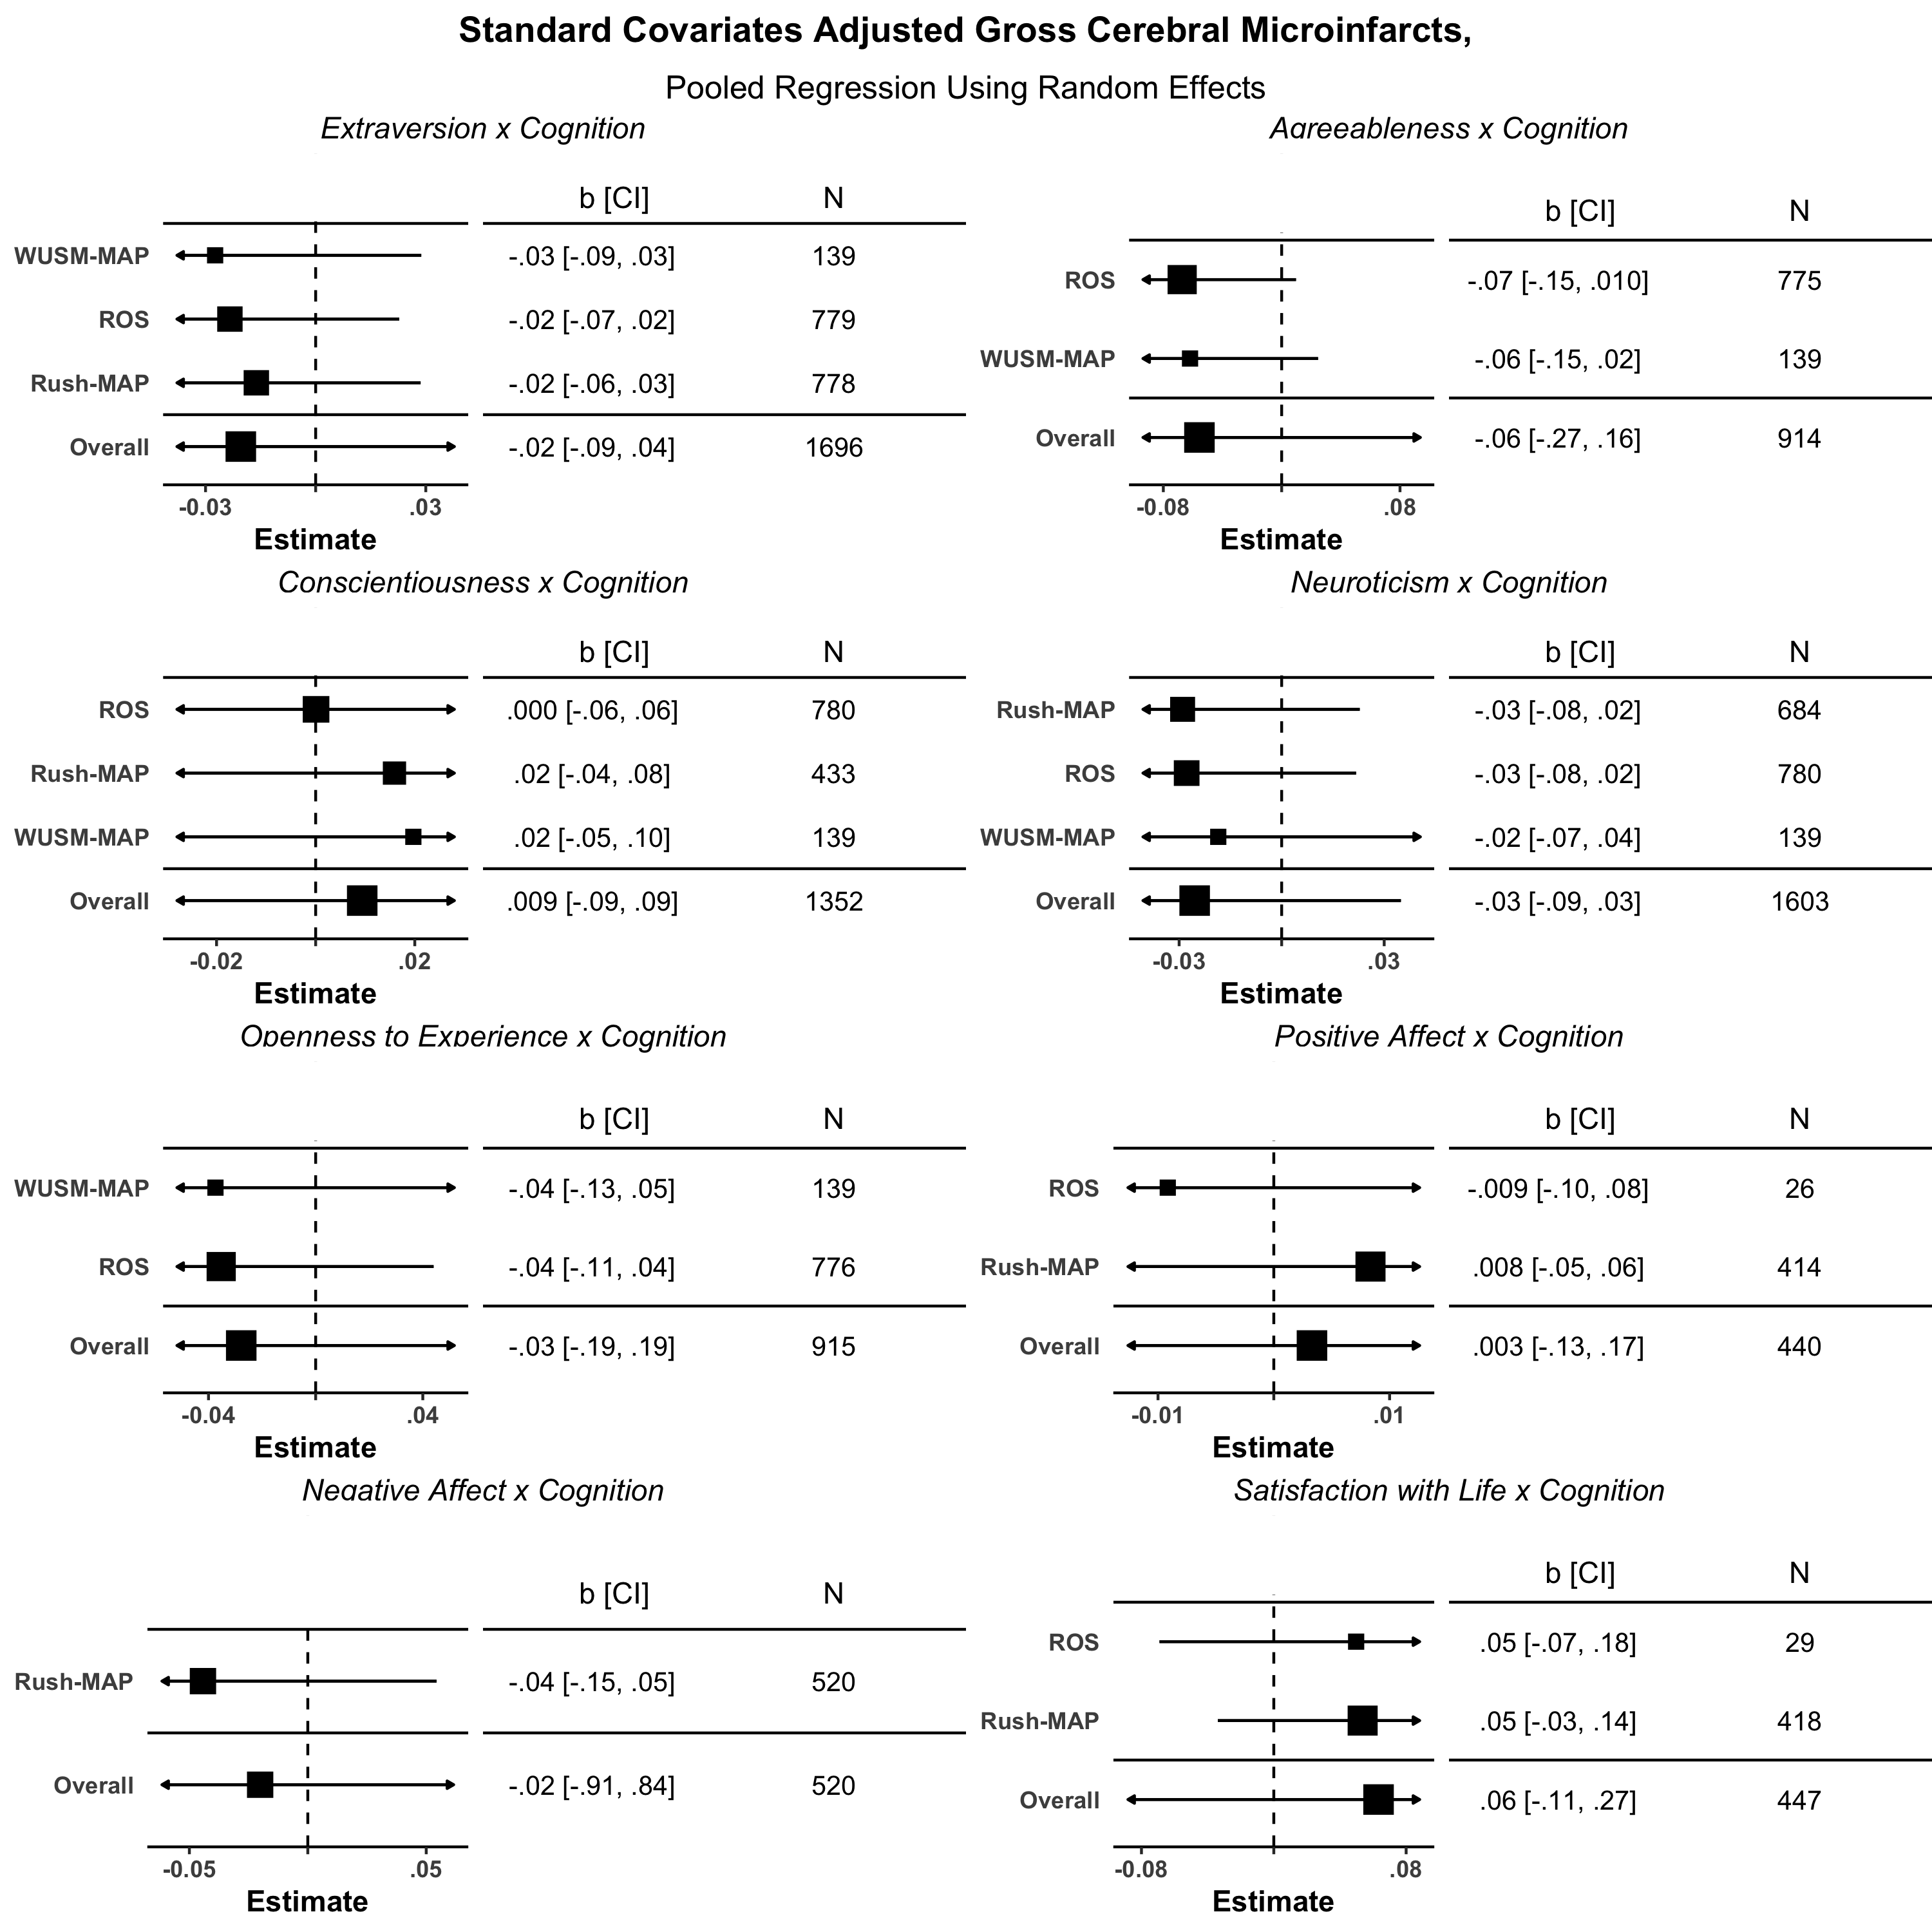 Standard Covariates Adjusted Gross Cerebral Microinfarcts,
Pooled Regression Using Random Effects
Extraversion x Cognition
b [CI] N
WUSM-MAP -.03 [-.09, .03] 139
ROS -.02 [-.07, .02] 779
Rush-MAP -.02 [-.06, .03] 778
Overall -.02 [-.09, .04] 1696
-0.03 .03
Estimate
Agreeableness x Cognition
b [CI] N
ROS -.07 [-.15, .010] 775
WUSM-MAP -.06 [-.15, .02] 139
Overall -.06 [-.27, .16] 914
-0.08 .08
Estimate
Conscientiousness x Cognition
b [CI] N
ROS .000 [-.06, .06] 780
Rush-MAP .02 [-.04, .08] 433
WUSM-MAP .02 [-.05, .10] 139
Overall .009 [-.09, .09] 1352
-0.02 .02
Estimate
Neuroticism x Cognition
b [CI] N
Rush-MAP -.03 [-.08, .02] 684
ROS -.03 [-.08, .02] 780
WUSM-MAP -.02 [-.07, .04] 139
Overall -.03 [-.09, .03] 1603
-0.03 .03
Estimate
Openness to Experience x Cognition
b [CI] N
WUSM-MAP -.04 [-.13, .05] 139
ROS -.04 [-.11, .04] 776
Overall -.03 [-.19, .19] 915
-0.04 .04
Estimate
Positive Affect x Cognition
b [CI] N
ROS -.009 [-.10, .08] 26
Rush-MAP .008 [-.05, .06] 414
Overall .003 [-.13, .17] 440
-0.01 .01
Estimate
Negative Affect x Cognition
b [CI] N
Rush-MAP -.04 [-.15, .05] 520
Overall -.02 [-.91, .84] 520
-0.05 .05
Estimate
Satisfaction with Life x Cognition
b [CI] N
ROS .05 [-.07, .18] 29
Rush-MAP .05 [-.03, .14] 418
Overall .06 [-.11, .27] 447
-0.08 .08
Estimate